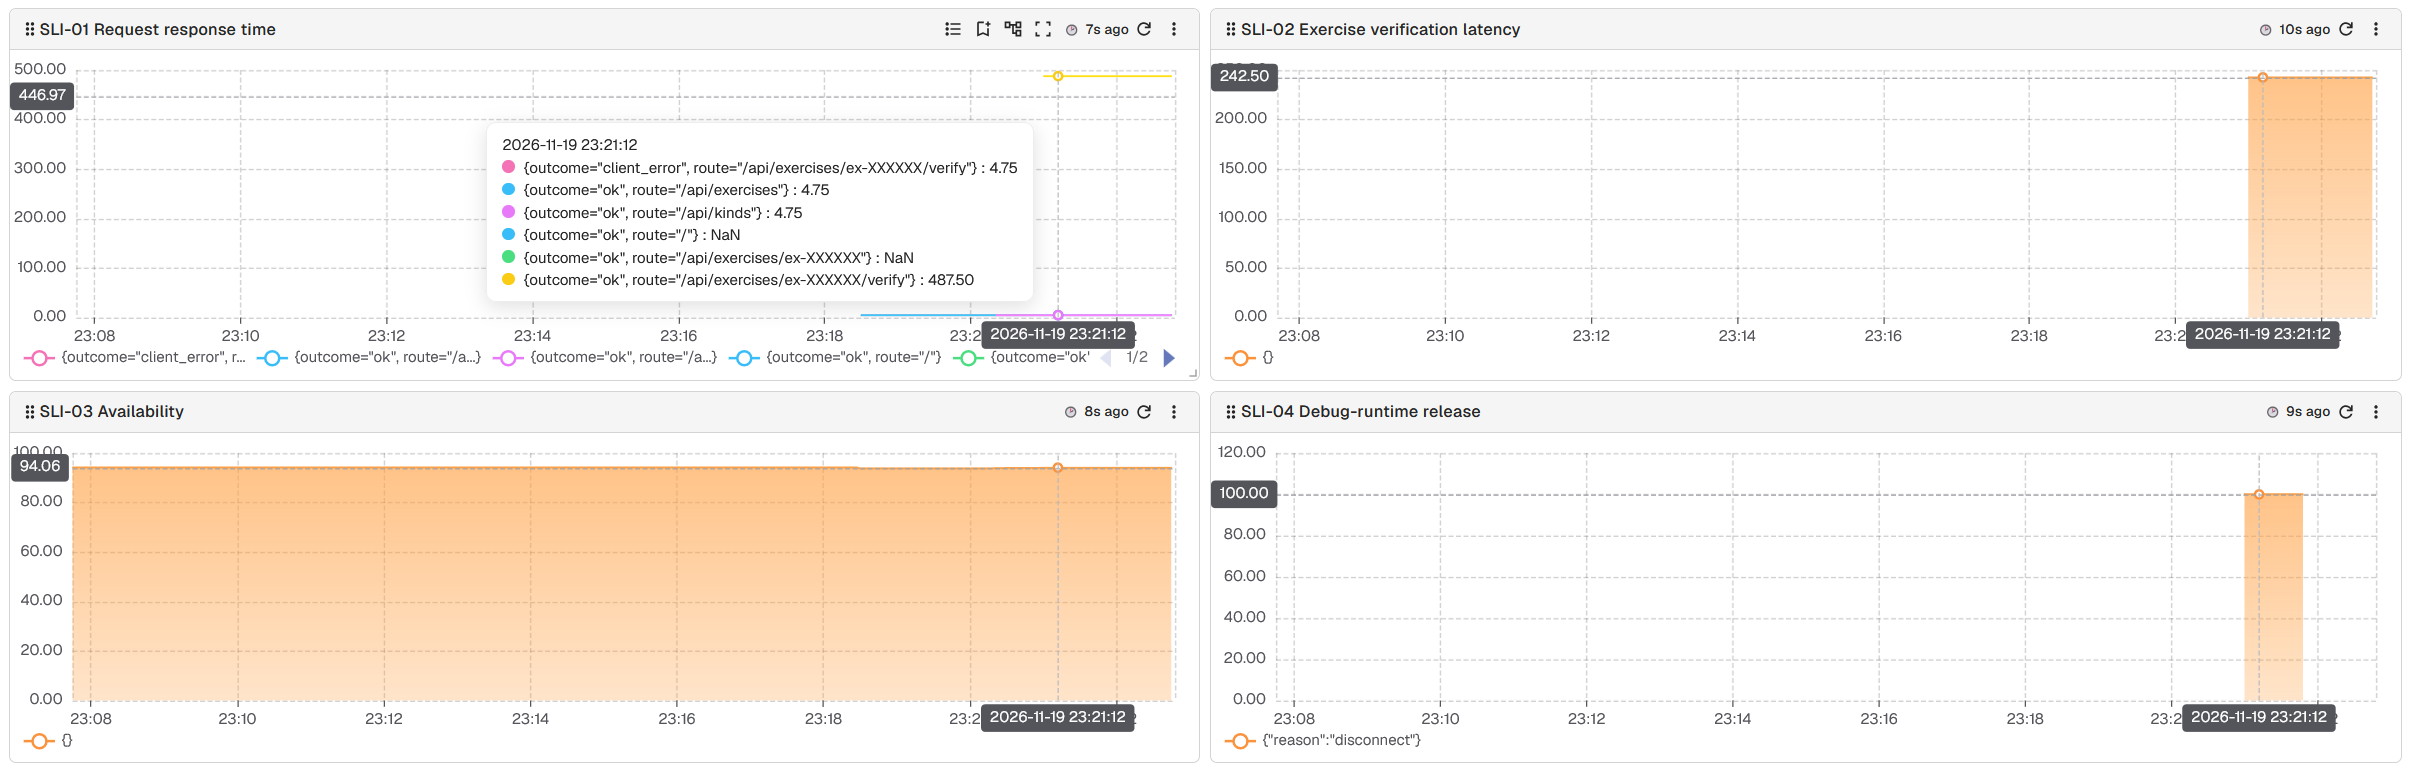 SLI-01 Request response time
7s ago
500.00
446.97
400.00
300.00
200.00
100.00
0.00
2026-11-19 23:21:12
{outcome="client_error", route="/api/exercises/ex-XXXXXX/verify"} : 4.75
{outcome="ok", route="/api/exercises"} : 4.75
{outcome="ok", route="/api/kinds"} : 4.75
{outcome="ok", route="/"} : NaN
{outcome="ok", route="/api/exercises/ex-XXXXXX"} : NaN
{outcome="ok", route="/api/exercises/ex-XXXXXX/verify"} : 487.50
23:08 23:10 23:12 23:14 23:16 23:18 23:2 2026-11-19 23:21:12
{outcome="client_error", r... {outcome="ok", route="/a...} {outcome="ok", route="/a...} {outcome="ok", route="/"} {outcome="ok" 1/2
SLI-02 Exercise verification latency
10s ago
242.50
200.00
150.00
100.00
50.00
0.00
23:08 23:10 23:12 23:14 23:16 23:18 23:2 2026-11-19 23:21:12
{}
SLI-03 Availability
8s ago
100.00
94.06
80.00
60.00
40.00
20.00
0.00
23:08 23:10 23:12 23:14 23:16 23:18 23:2 2026-11-19 23:21:12
{}
SLI-04 Debug-runtime release
9s ago
120.00
100.00
80.00
60.00
40.00
20.00
0.00
23:08 23:10 23:12 23:14 23:16 23:18 23:2 2026-11-19 23:21:12
{"reason":"disconnect"}